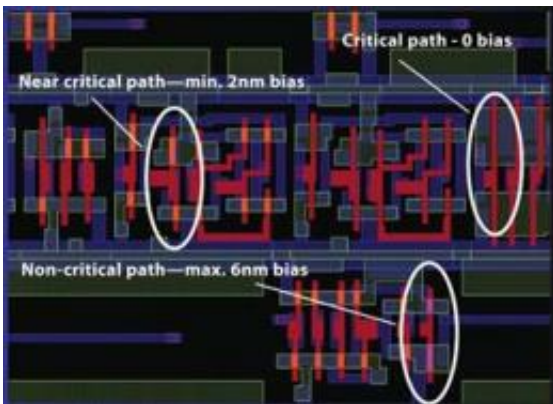 Critical path - 0 bias
Near critical path—min. 2nm bias
Non-critical path—max. 6nm bias